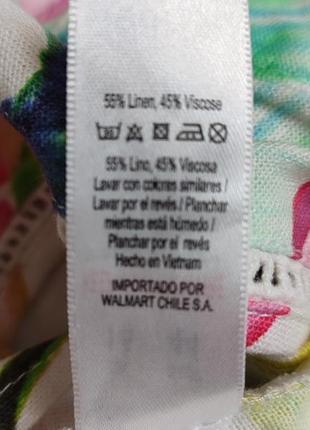 55% Linen, 45% Viscose
55% Lino, 45% Viscosa
Lavar con colores similares /
Lavar por el revés / Planchar
mientras está húmedo /
Planchar por el revés
Hecho en Vietnam
IMPORTADO POR
WALMART CHILE S.A.